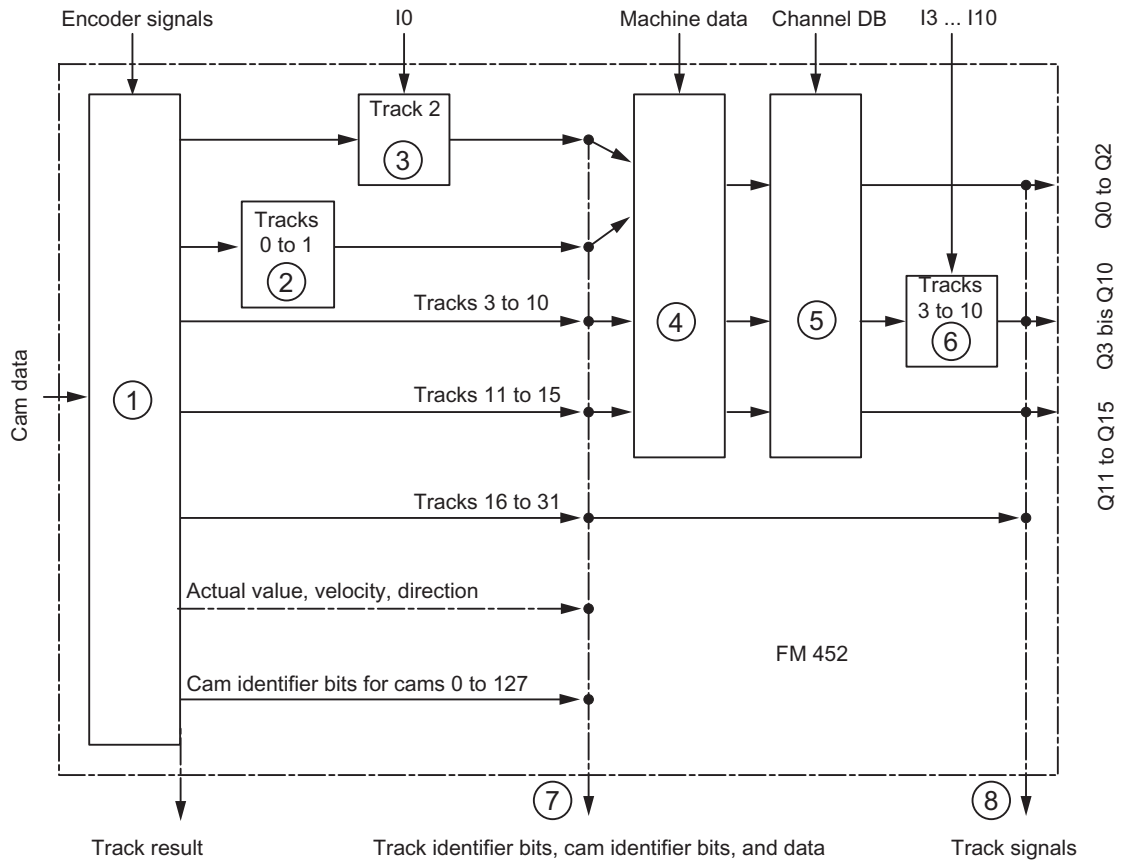 Encoder signals
I0
Machine data
Channel DB
I3 ... I10
Track 2
3
Tracks
0 to 1
2
Tracks 3 to 10
4
5
Tracks
3 to 10
6
Q0 to Q2
Q3 bis Q10
Q11 to Q15
Cam data
1
Tracks 11 to 15
Tracks 16 to 31
Actual value, velocity, direction
FM 452
Cam identifier bits for cams 0 to 127
7
8
Track result
Track identifier bits, cam identifier bits, and data
Track signals